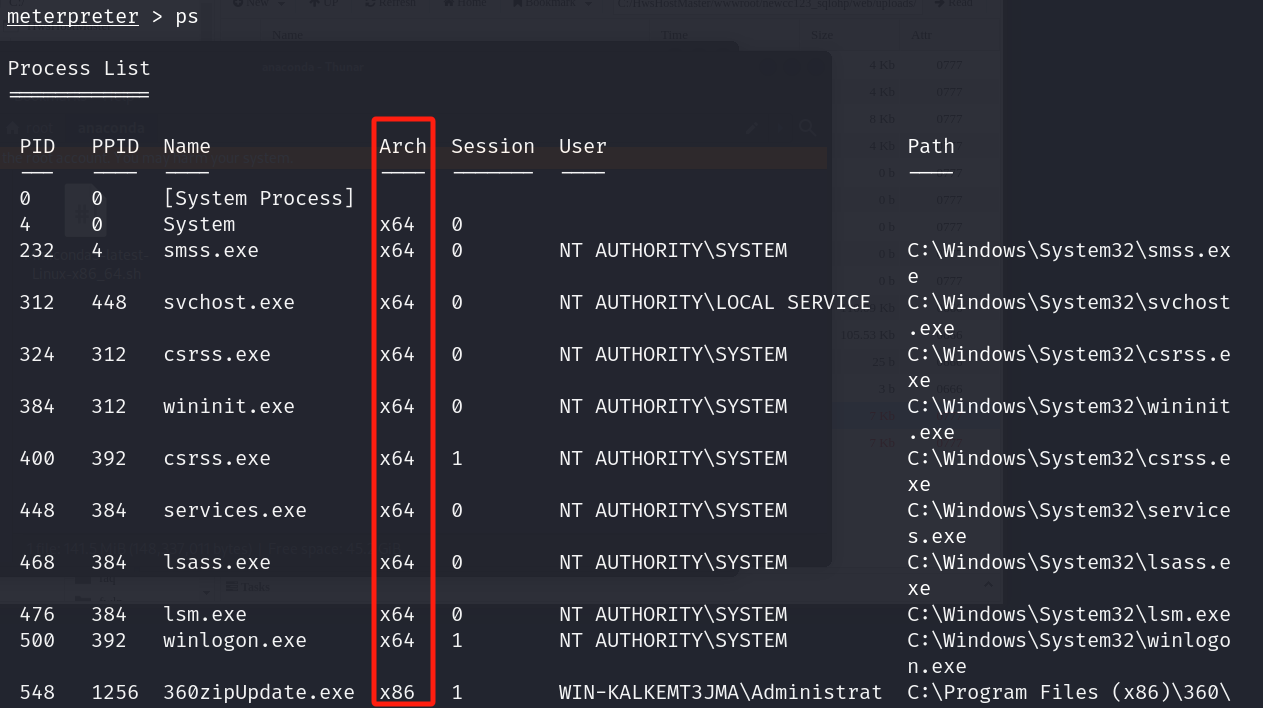 meterpreter > ps
Process List
============
PID PPID Name Arch Session User Path
--- ---- ---- ---- ------- ---- ----
0 0 [System Process]
4 0 System x64 0
232 4 smss.exe x64 0 NT AUTHORITY\SYSTEM C:\Windows\System32\smss.ex
e
312 448 svchost.exe x64 0 NT AUTHORITY\LOCAL SERVICE C:\Windows\System32\svchost
.exe
324 312 csrss.exe x64 0 NT AUTHORITY\SYSTEM C:\Windows\System32\csrss.e
xe
384 312 wininit.exe x64 0 NT AUTHORITY\SYSTEM C:\Windows\System32\wininit
.exe
400 392 csrss.exe x64 1 NT AUTHORITY\SYSTEM C:\Windows\System32\csrss.e
xe
448 384 services.exe x64 0 NT AUTHORITY\SYSTEM C:\Windows\System32\service
s.exe
468 384 lsass.exe x64 0 NT AUTHORITY\SYSTEM C:\Windows\System32\lsass.e
xe
476 384 lsm.exe x64 0 NT AUTHORITY\SYSTEM C:\Windows\System32\lsm.exe
500 392 winlogon.exe x64 1 NT AUTHORITY\SYSTEM C:\Windows\System32\winlogo
n.exe
548 1256 360zipUpdate.exe x86 1 WIN-KALKEMT3JMA\Administrat C:\Program Files (x86)\360\